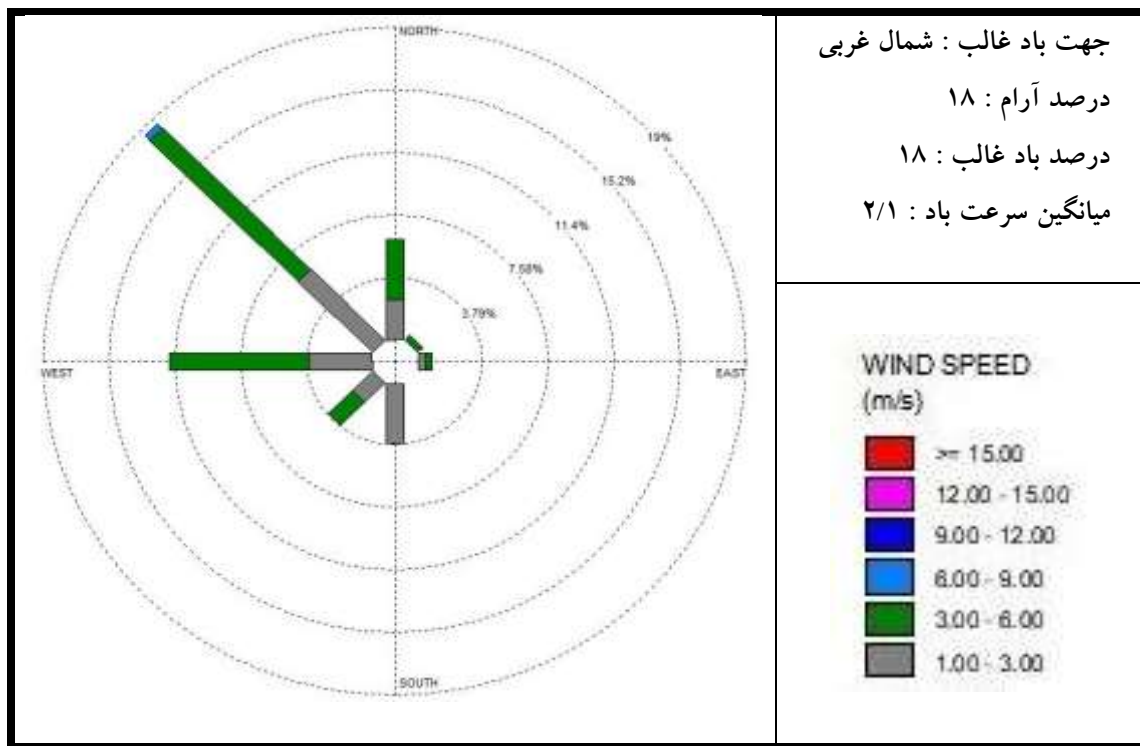 NORTH
19%
15.2%
11.4%
7.58%
3.79%
WEST
EAST
SOUTH
جهت باد غالب : شمال غربی
درصد آرام : ۱۸
درصد باد غالب : ۱۸
میانگین سرعت باد : ۲/۱
WIND SPEED
(m/s)
>= 15.00
12.00 - 15.00
9.00 - 12.00
6.00 - 9.00
3.00 - 6.00
1.00 - 3.00